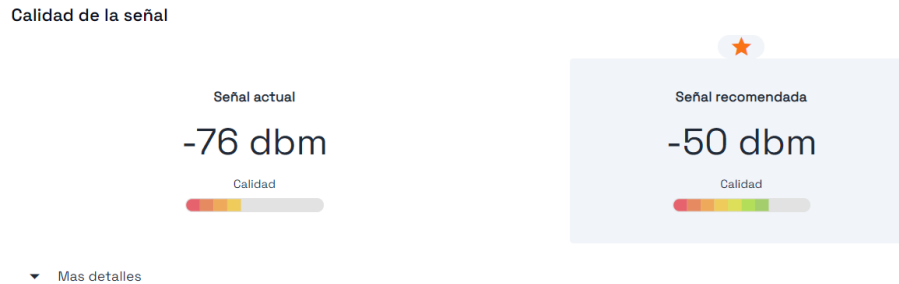 Calidad de la señal
Señal actual
-76 dbm
Calidad
Señal recomendada
-50 dbm
Calidad
Mas detalles